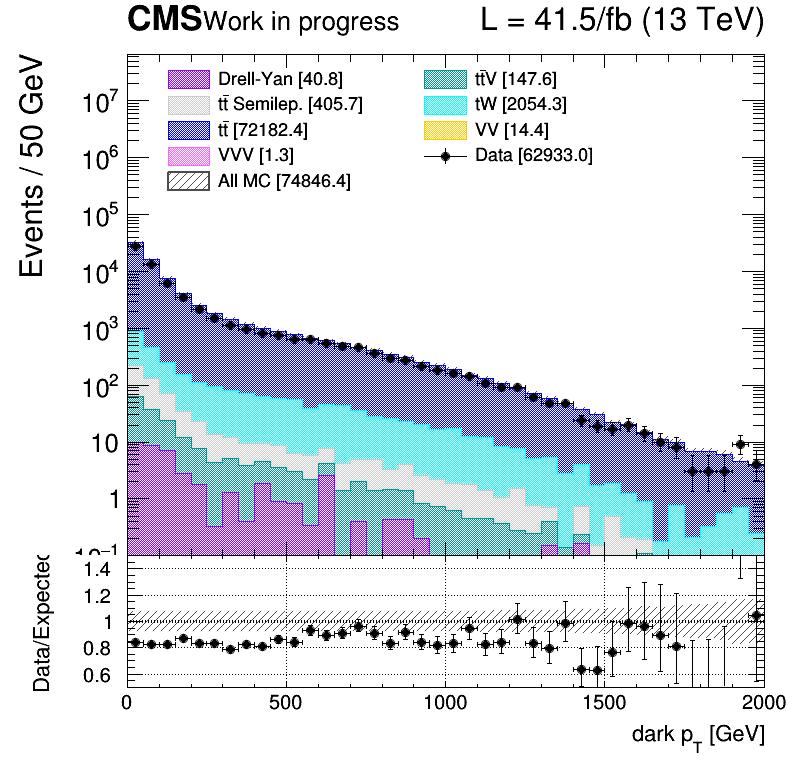 CMS Work in progress L = 41.5/fb (13 TeV)
Events / 50 GeV
Drell-Yan [40.8]
tt̄ Semilep. [405.7]
tt̄ [72182.4]
VVV [1.3]
All MC [74846.4]
tt̄V [147.6]
tW [2054.3]
VV [14.4]
Data [62933.0]
10⁷
10⁶
10⁵
10⁴
10³
10²
10
1
10⁻¹
Data/Expected
1.4
1.2
1
0.8
0.6
0 500 1000 1500 2000
dark p_T [GeV]